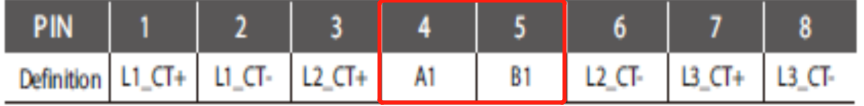 PIN 1 2 3 4 5 6 7 8
Definition L1_CT+ L1_CT- L2_CT+ A1 B1 L2_CT- L3_CT+ L3_CT-